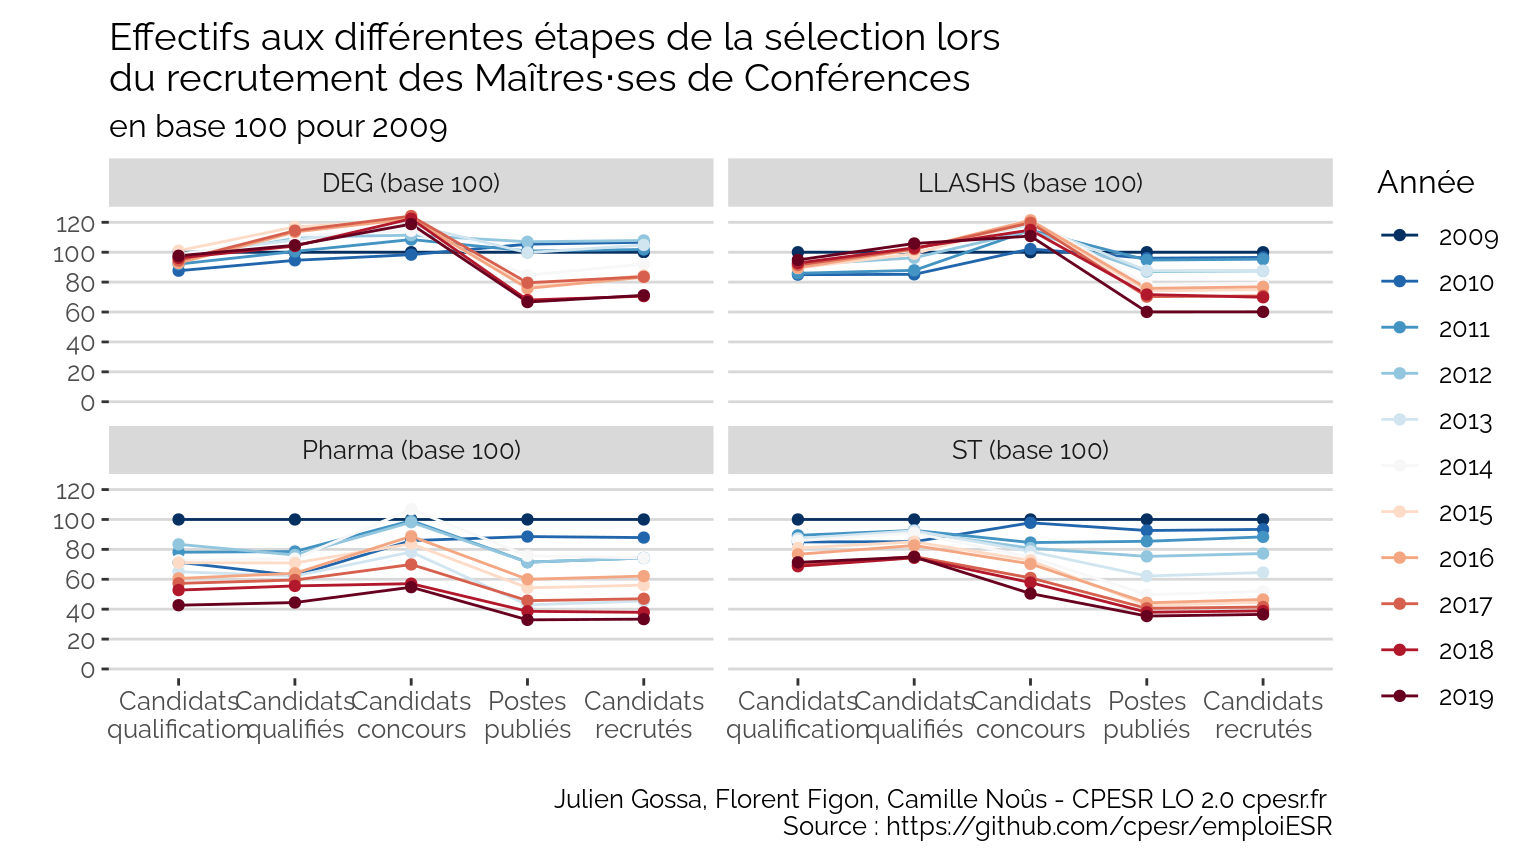 Effectifs aux différentes étapes de la sélection lors
du recrutement des Maîtres·ses de Conférences
en base 100 pour 2009
DEG (base 100)
LLASHS (base 100)
120
100
80
60
40
20
0
Pharma (base 100)
ST (base 100)
120
100
80
60
40
20
0
Candidats Candidats Candidats Postes Candidats
qualification qualifiés concours publiés recrutés
Candidats Candidats Candidats Postes Candidats
qualification qualifiés concours publiés recrutés
Année
2009
2010
2011
2012
2013
2014
2015
2016
2017
2018
2019
Julien Gossa, Florent Figon, Camille Noûs - CPESR LO 2.0 cpesr.fr
Source : https://github.com/cpesr/emploiESR